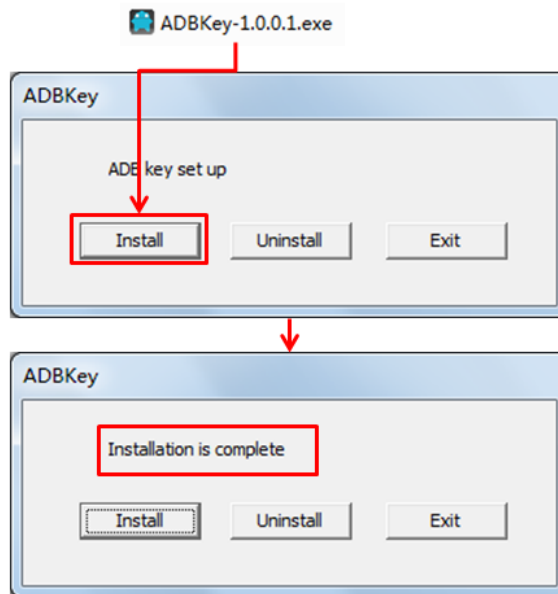 ADBKey-1.0.0.1.exe
ADBKey
ADB key set up
Install Uninstall Exit
ADBKey
Installation is complete
Install Uninstall Exit